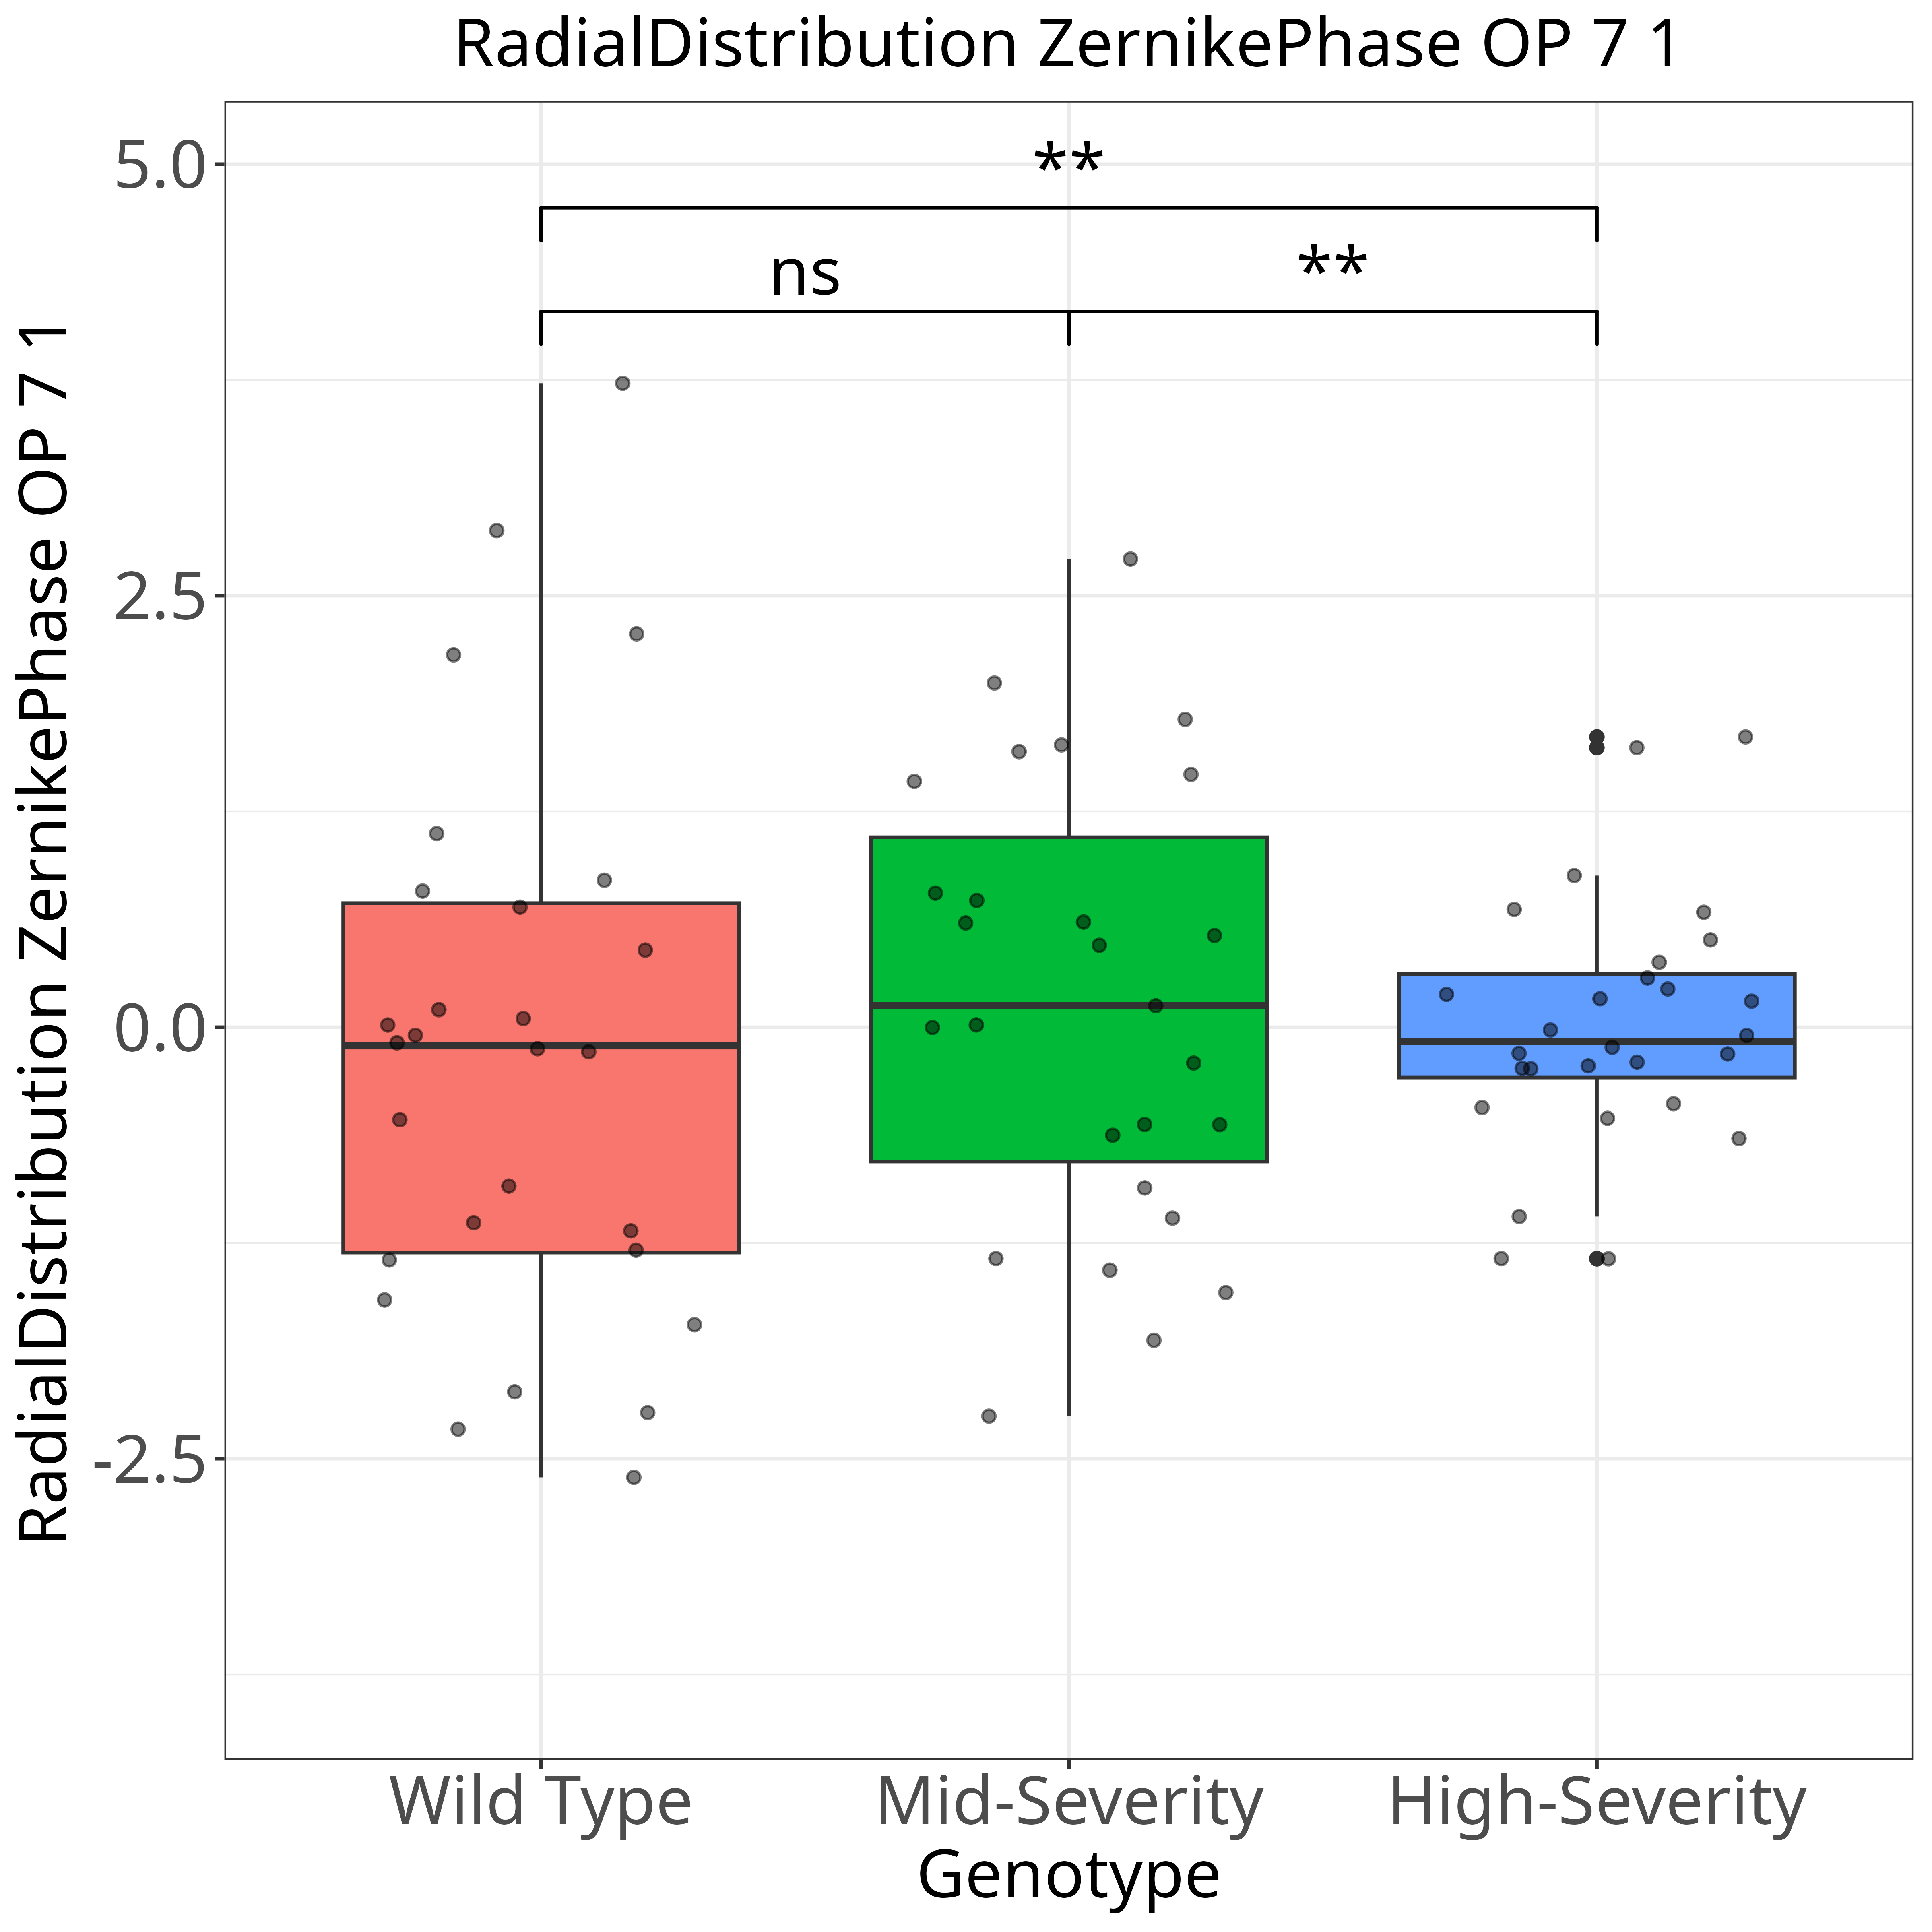 RadialDistribution ZernikePhase OP 7 1
RadialDistribution ZernikePhase OP 7 1
5.0
2.5
0.0
-2.5
**
ns
**
Wild Type
Mid-Severity
High-Severity
Genotype